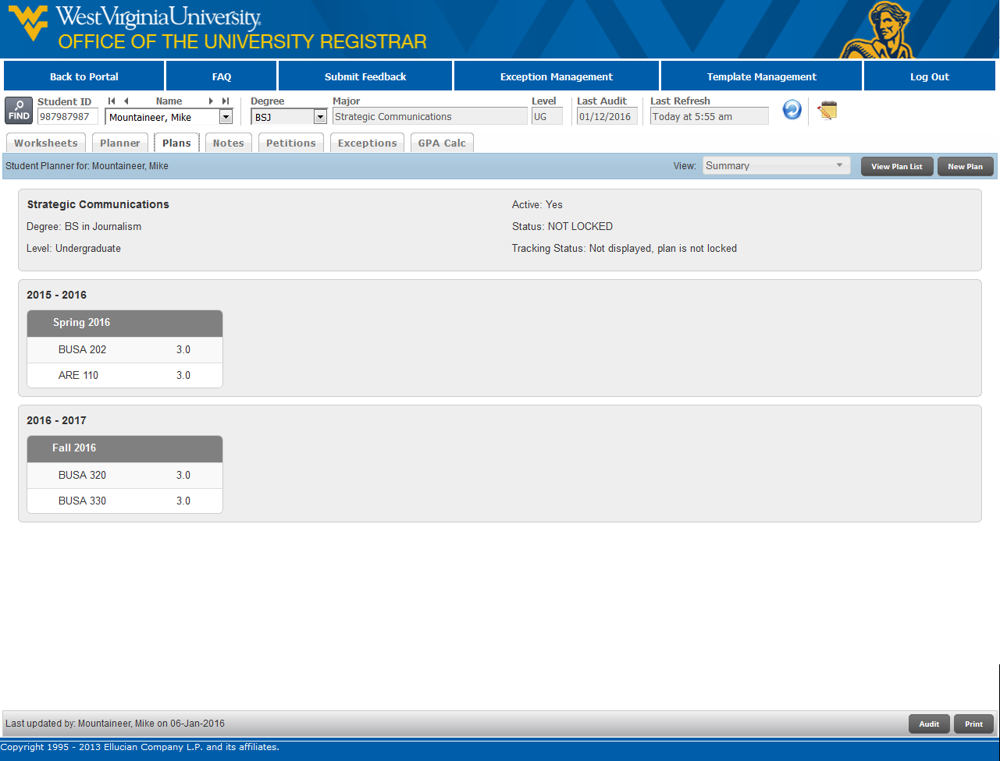 West Virginia University.
OFFICE OF THE UNIVERSITY REGISTRAR
Back to Portal FAQ Submit Feedback Exception Management Template Management Log Out
FIND Student ID Name Degree Major Level Last Audit Last Refresh
987987987 Mountaineer, Mike BSJ Strategic Communications UG 01/12/2016 Today at 5:55 am
Worksheets Planner Plans Notes Petitions Exceptions GPA Calc
Student Planner for: Mountaineer, Mike View: Summary View Plan List New Plan
Strategic Communications Active: Yes
Degree: BS in Journalism Status: NOT LOCKED
Level: Undergraduate Tracking Status: Not displayed, plan is not locked
2015 - 2016
Spring 2016
BUSA 202 3.0
ARE 110 3.0
2016 - 2017
Fall 2016
BUSA 320 3.0
BUSA 330 3.0
Last updated by: Mountaineer, Mike on 06-Jan-2016 Audit Print
Copyright 1995 - 2013 Ellucian Company L.P. and its affiliates.